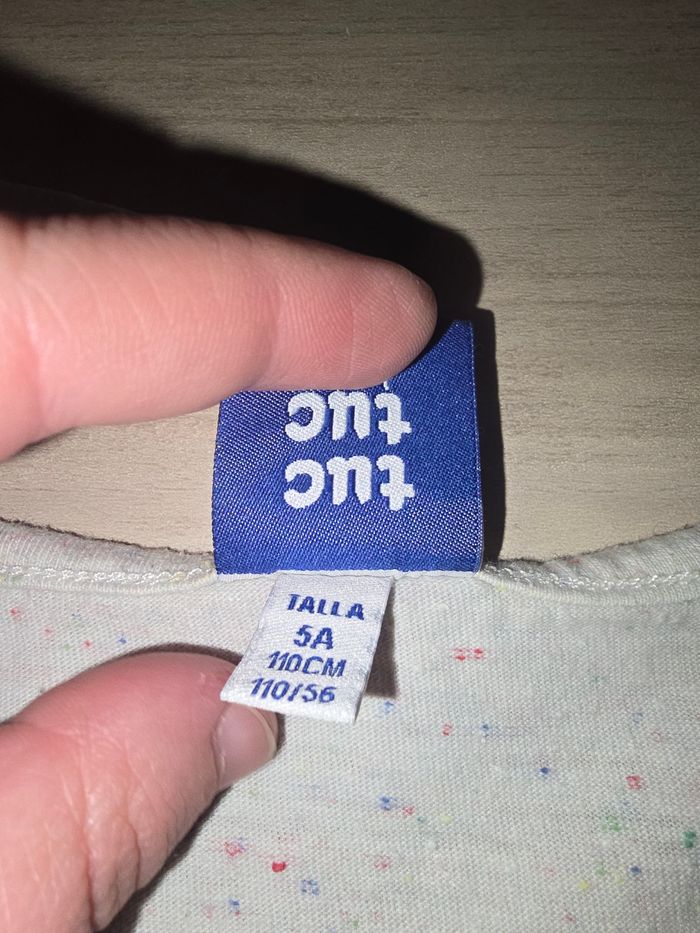 tuc
tuc
TALLA
5A
110CM
110/56